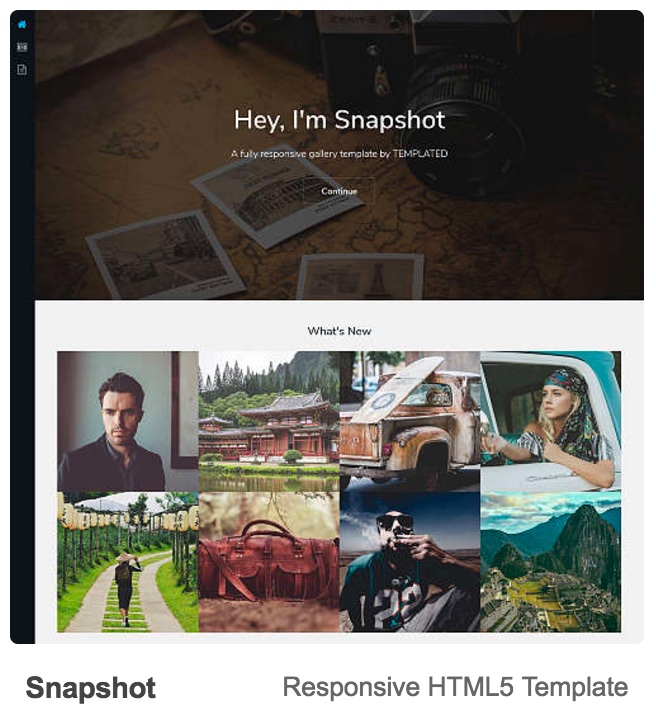 Hey, I'm Snapshot
A fully responsive gallery template by TEMPLATED
Continue
What's New
Snapshot
Responsive HTML5 Template